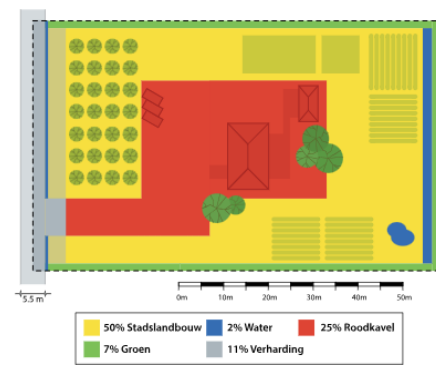 5.5 m
0m 10m 20m 30m 40m 50m
50% Stadslandbouw 2% Water 25% Roodkavel
7% Groen 11% Verharding